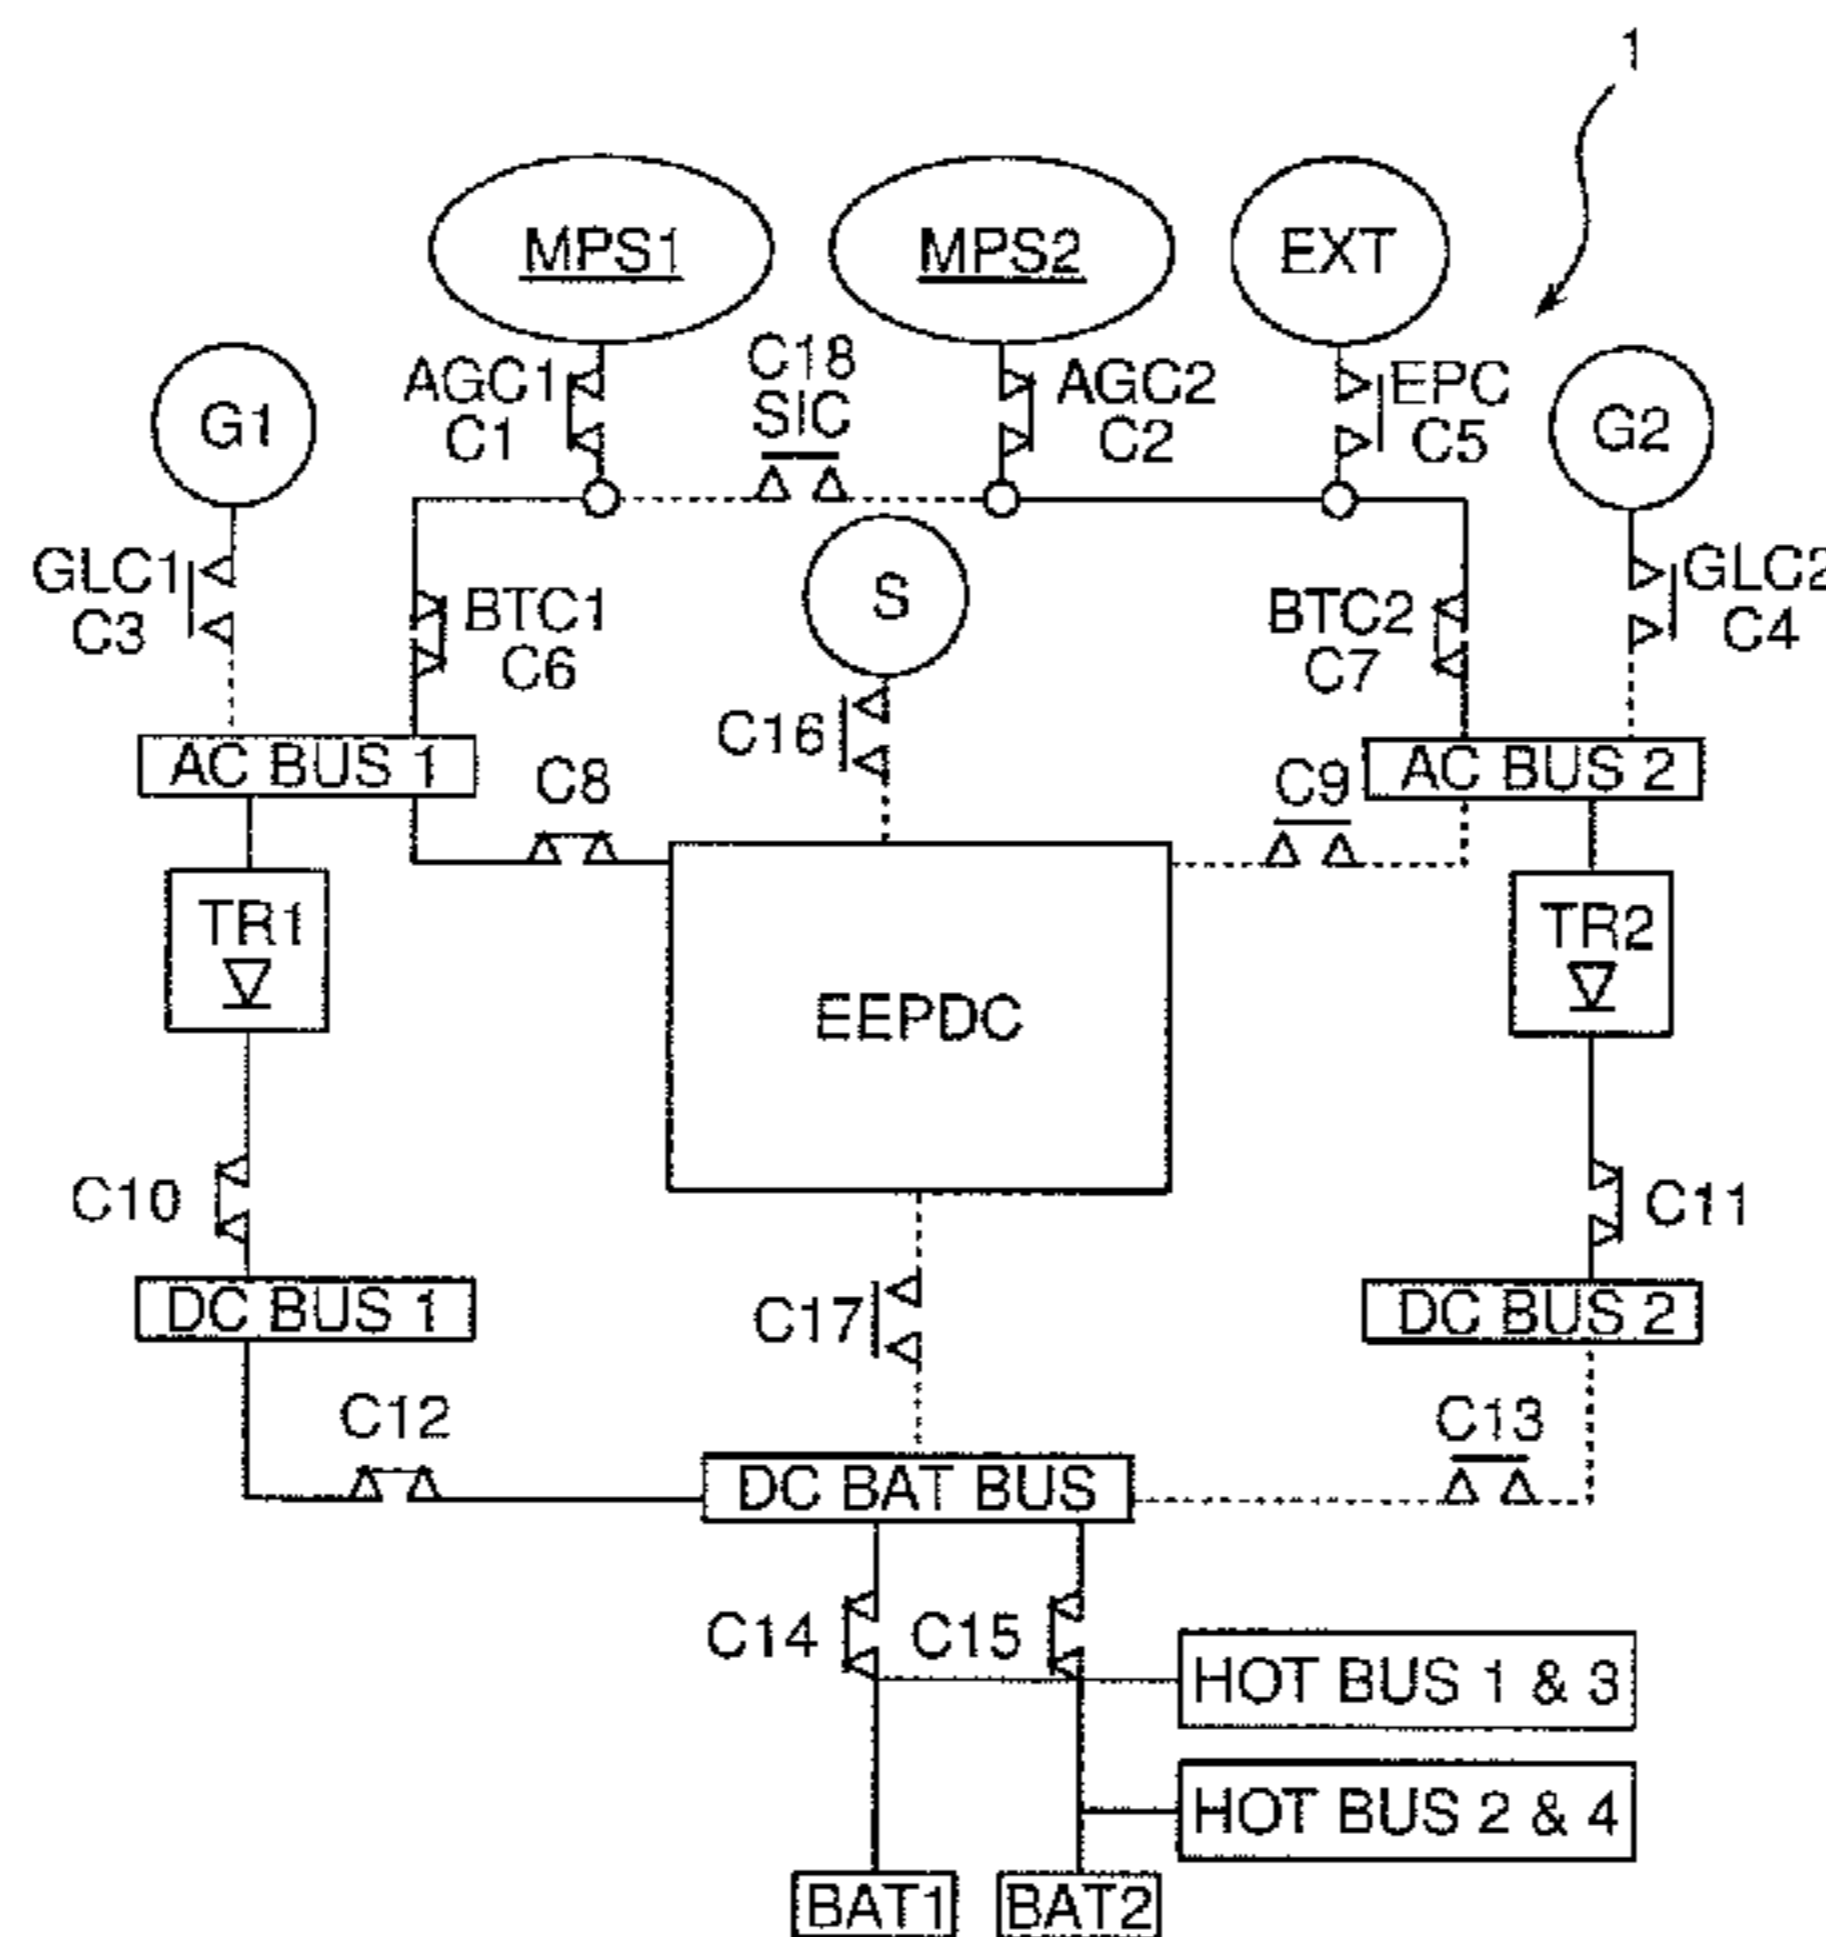 1
MPS1
MPS2
EXT
G1
AGC1
C1
C18
SIC
AGC2
C2
EPC
C5
G2
GLC1
C3
BTC1
C6
S
BTC2
C7
GLC2
C4
C16
AC BUS 1
C8
C9
AC BUS 2
TR1
EEPDC
TR2
C10
C11
DC BUS 1
C17
DC BUS 2
C12
C13
DC BAT BUS
C14
C15
HOT BUS 1 & 3
HOT BUS 2 & 4
BAT1
BAT2